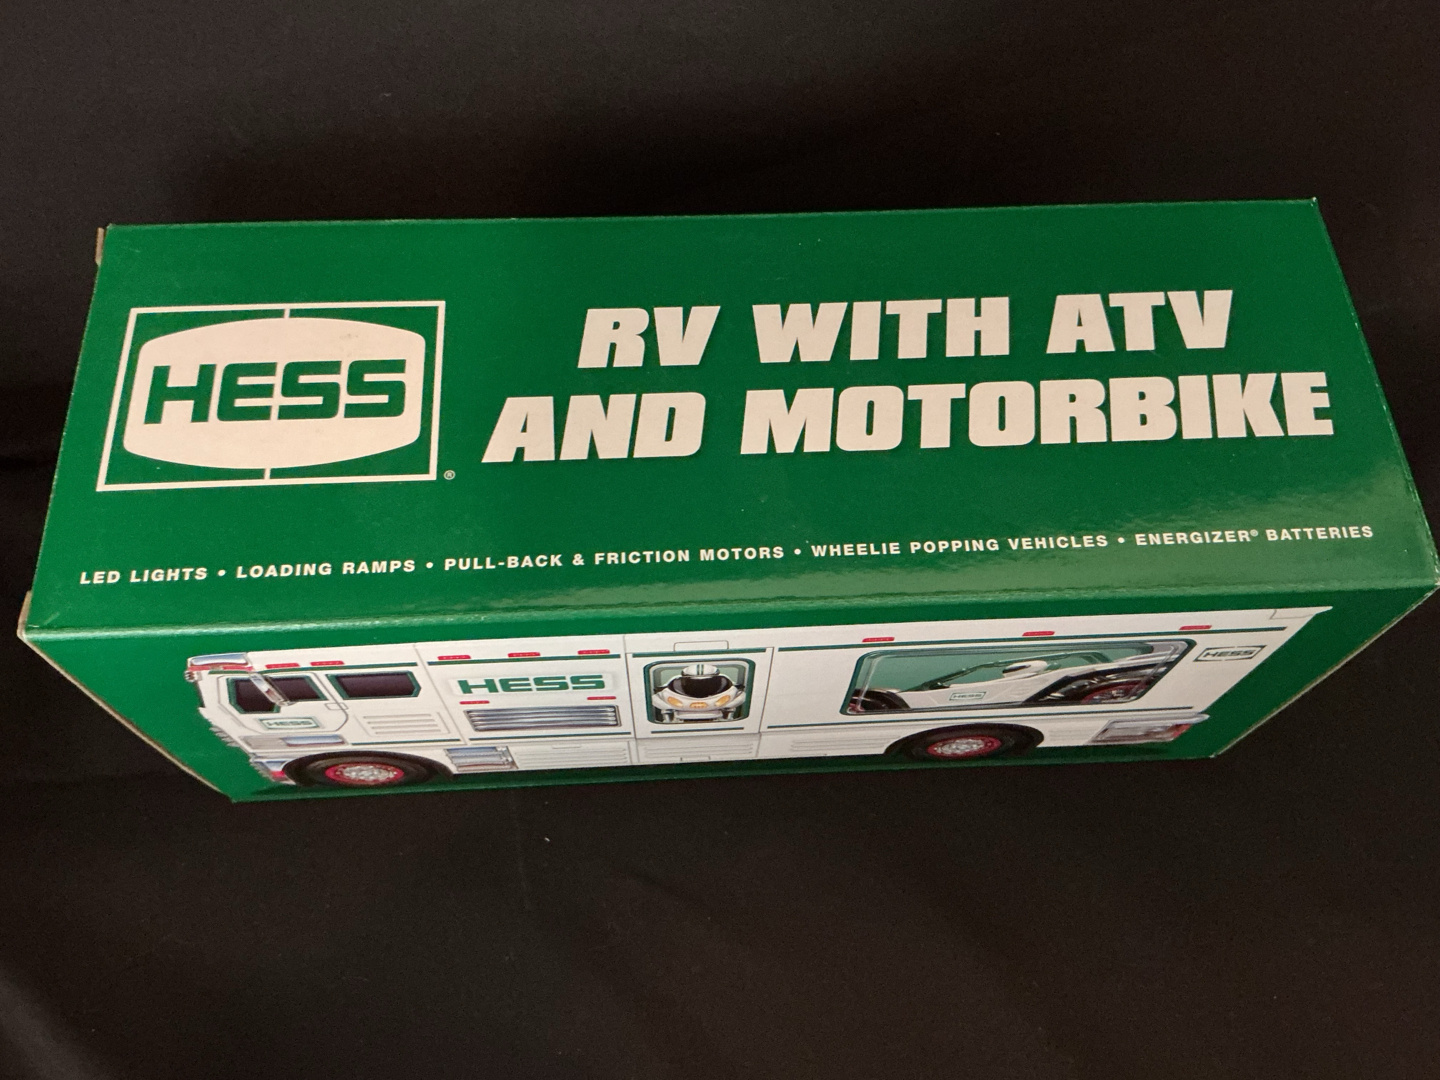 HESS
®
RV WITH ATV
AND MOTORBIKE
LED LIGHTS • LOADING RAMPS • PULL-BACK & FRICTION MOTORS • WHEELIE POPPING VEHICLES • ENERGIZER® BATTERIES
HESS
HESS
HESS
HESS